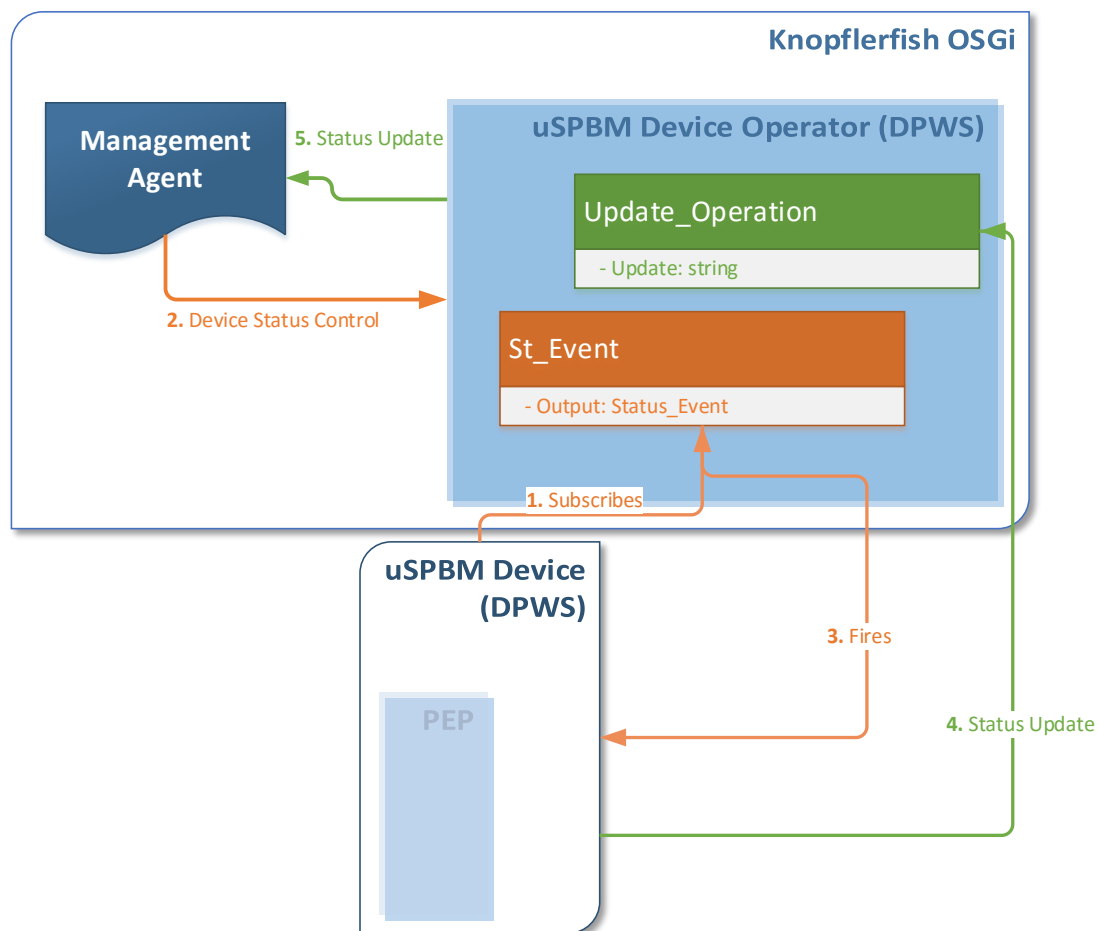 Knopflerfish OSGi
Management
Agent
5. Status Update
uSPBM Device Operator (DPWS)
Update_Operation
- Update: string
2. Device Status Control
St_Event
- Output: Status_Event
1. Subscribes
uSPBM Device
(DPWS)
3. Fires
PEP
4. Status Update